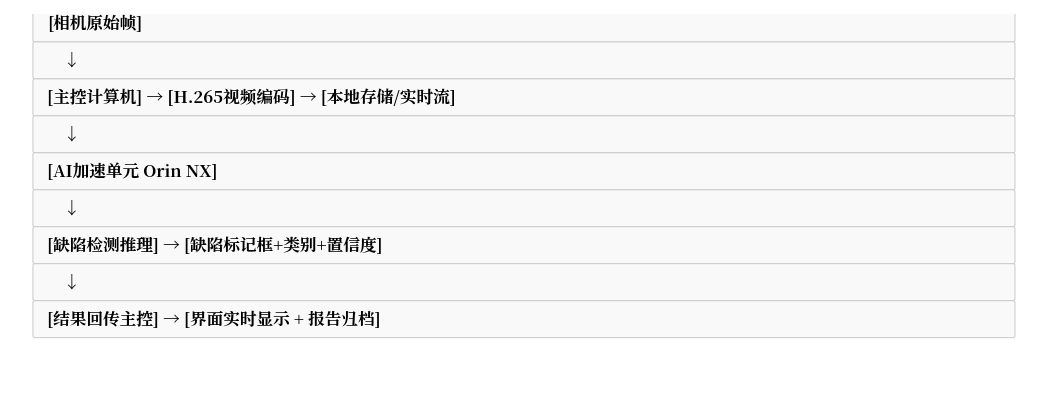 [相机原始帧]
↓
[主控计算机] → [H.265视频编码] → [本地存储/实时流]
↓
[AI加速单元 Orin NX]
↓
[缺陷检测推理] → [缺陷标记框+类别+置信度]
↓
[结果回传主控] → [界面实时显示 + 报告归档]